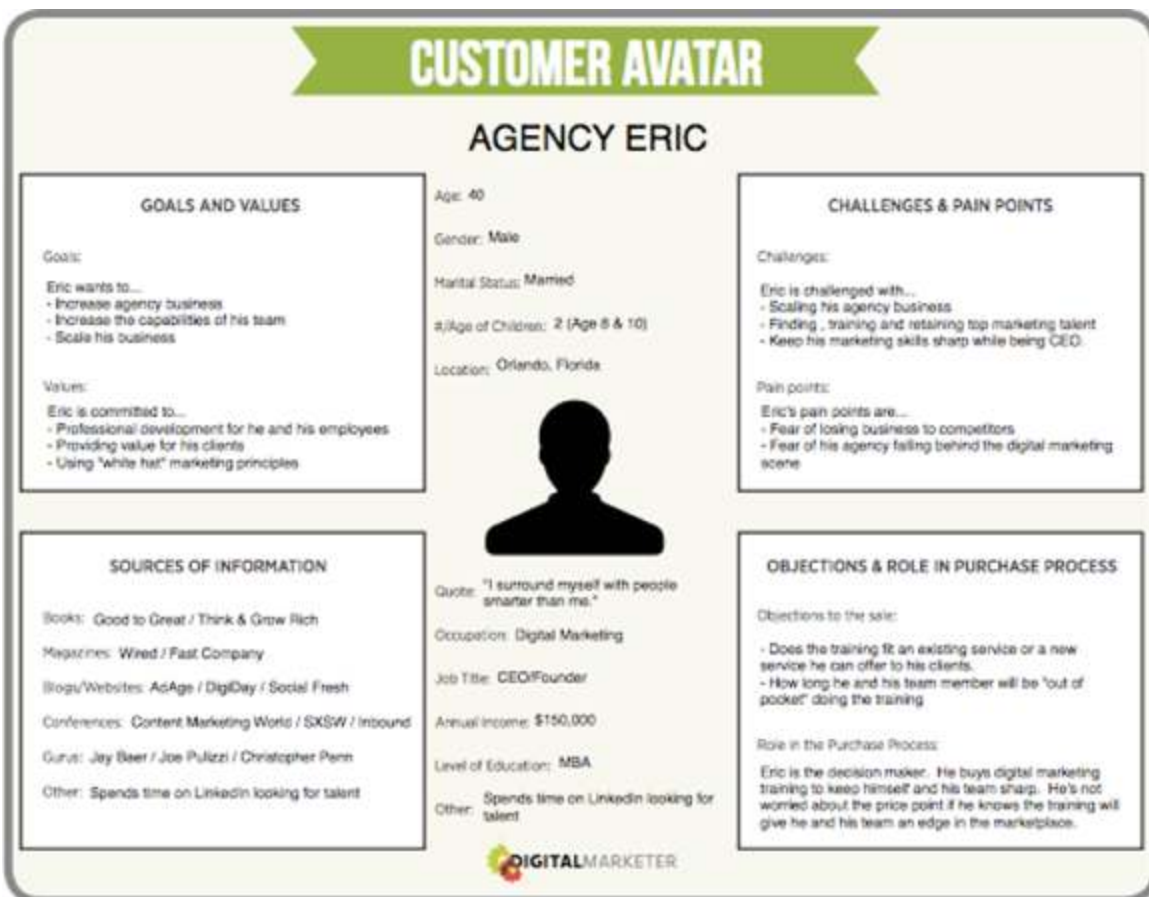 CUSTOMER AVATAR
AGENCY ERIC
GOALS AND VALUES
Goals:
Eric wants to...
- Increase agency business
- Increase the capabilities of his team
- Scale his business
Values:
Eric is committed to...
- Professional development for he and his employees
- Providing value for his clients
- Using "white hat" marketing principles
Age: 40
Gender: Male
Marital Status: Married
#/Age of Children: 2 (Age 8 & 10)
Location: Orlando, Florida
CHALLENGES & PAIN POINTS
Challenges:
Eric is challenged with...
- Scaling his agency business
- Finding , training and retaining top marketing talent
- Keep his marketing skills sharp while being CEO.
Pain points:
Eric's pain points are...
- Fear of losing business to competitors
- Fear of his agency falling behind the digital marketing
scene
SOURCES OF INFORMATION
Books: Good to Great / Think & Grow Rich
Magazines: Wired / Fast Company
Blogs/Websites: AdAge / DigiDay / Social Fresh
Conferences: Content Marketing World / SXSW / Inbound
Gurus: Jay Baer / Joe Pulizzi / Christopher Penn
Other: Spends time on LinkedIn looking for talent
Quote: "I surround myself with people
smarter than me."
Occupation: Digital Marketing
Job Title: CEO/Founder
Annual Income: $150,000
Level of Education: MBA
Other: Spends time on LinkedIn looking for
talent
OBJECTIONS & ROLE IN PURCHASE PROCESS
Objections to the sale:
- Does the training fit an existing service or a new
service he can offer to his clients.
- How long he and his team member will be "out of
pocket" doing the training
Role in the Purchase Process:
Eric is the decision maker. He buys digital marketing
training to keep himself and his team sharp. He's not
worried about the price point if he knows the training will
give he and his team an edge in the marketplace.
DIGITALMARKETER